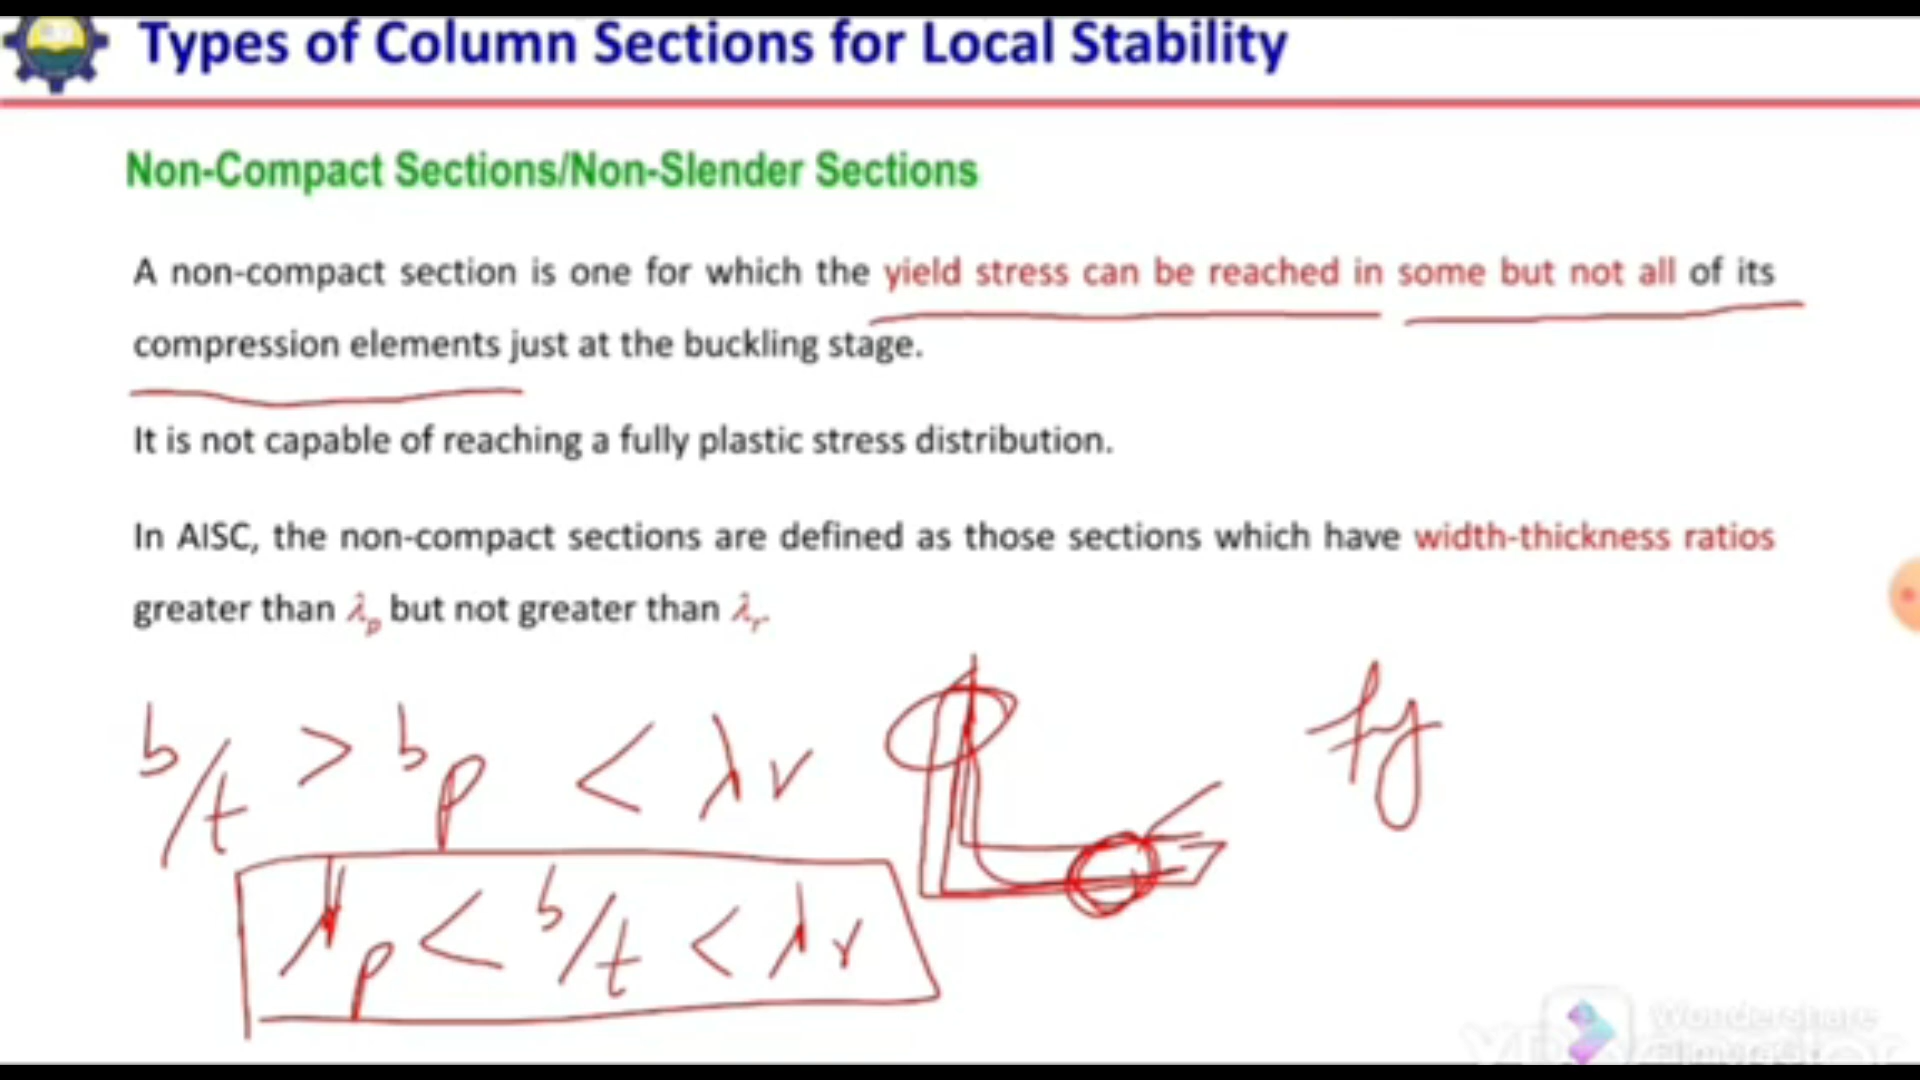 Types of Column Sections for Local Stability
Non-Compact Sections/Non-Slender Sections
A non-compact section is one for which the yield stress can be reached in some but not all of its
compression elements just at the buckling stage.
It is not capable of reaching a fully plastic stress distribution.
In AISC, the non-compact sections are defined as those sections which have width-thickness ratios
greater than λp but not greater than λr.
b/t > bp < λr
fy
λp < b/t < λr
Wondershare